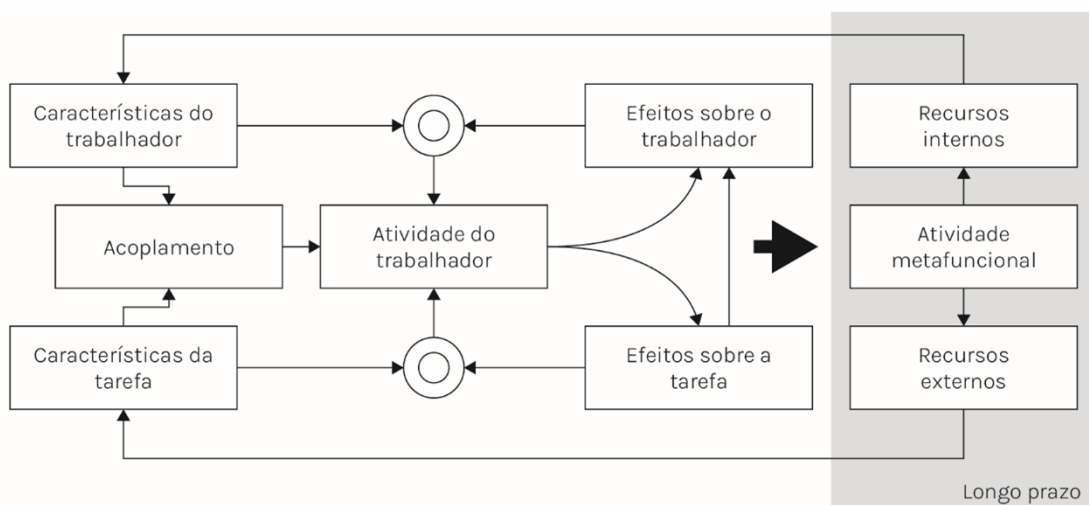 Características do
trabalhador
Efeitos sobre o
trabalhador
Recursos
internos
Acoplamento
Atividade do
trabalhador
Atividade
metafuncional
Características da
tarefa
Efeitos sobre a
tarefa
Recursos
externos
Longo prazo